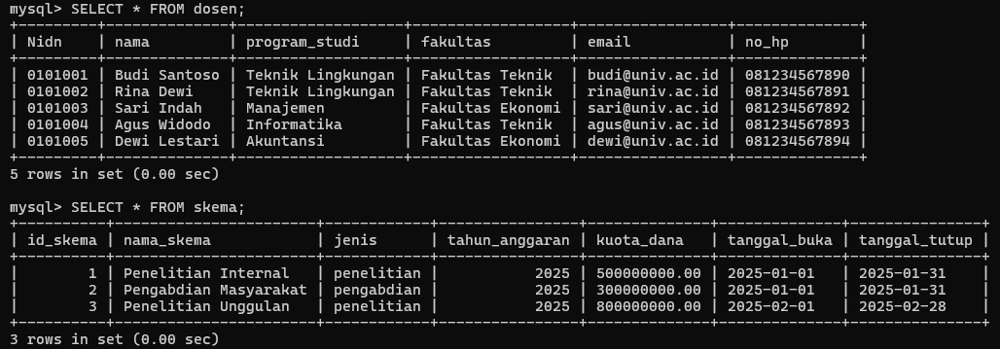 mysql> SELECT * FROM dosen;
+---------+--------------+-------------------+------------------+-----------------+--------------+
| Nidn    | nama         | program_studi     | fakultas         | email           | no_hp        |
+---------+--------------+-------------------+------------------+-----------------+--------------+
| 0101001 | Budi Santoso | Teknik Lingkungan | Fakultas Teknik  | budi@univ.ac.id | 081234567890 |
| 0101002 | Rina Dewi    | Teknik Lingkungan | Fakultas Teknik  | rina@univ.ac.id | 081234567891 |
| 0101003 | Sari Indah   | Manajemen         | Fakultas Ekonomi | sari@univ.ac.id | 081234567892 |
| 0101004 | Agus Widodo  | Informatika       | Fakultas Teknik  | agus@univ.ac.id | 081234567893 |
| 0101005 | Dewi Lestari | Akuntansi         | Fakultas Ekonomi | dewi@univ.ac.id | 081234567894 |
+---------+--------------+-------------------+------------------+-----------------+--------------+
5 rows in set (0.00 sec)

mysql> SELECT * FROM skema;
+----------+----------------------+------------+----------------+--------------+--------------+---------------+
| id_skema | nama_skema           | jenis      | tahun_anggaran | kuota_dana   | tanggal_buka | tanggal_tutup |
+----------+----------------------+------------+----------------+--------------+--------------+---------------+
|        1 | Penelitian Internal  | penelitian |           2025 | 500000000.00 | 2025-01-01   | 2025-01-31    |
|        2 | Pengabdian Masyarakat | pengabdian |           2025 | 300000000.00 | 2025-01-01   | 2025-01-31    |
|        3 | Penelitian Unggulan  | penelitian |           2025 | 800000000.00 | 2025-02-01   | 2025-02-28    |
+----------+----------------------+------------+----------------+--------------+--------------+---------------+
3 rows in set (0.00 sec)